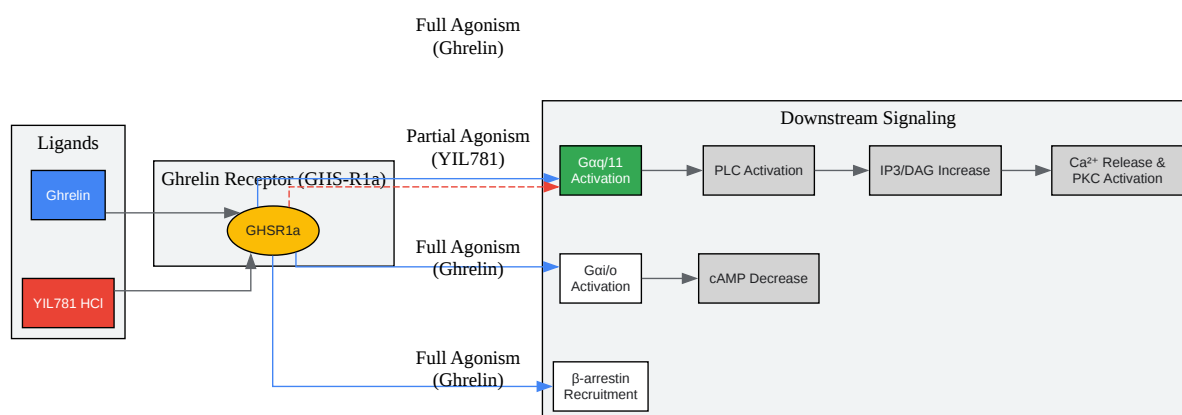 Full Agonism
(Ghrelin)
Ligands
Ghrelin
YIL781 HCl
Ghrelin Receptor (GHS-R1a)
GHSR1a
Partial Agonism
(YIL781)
Full Agonism
(Ghrelin)
Full Agonism
(Ghrelin)
Downstream Signaling
Gαq/11
Activation
PLC Activation
IP3/DAG Increase
Ca²⁺ Release &
PKC Activation
Gαi/o
Activation
cAMP Decrease
β-arrestin
Recruitment